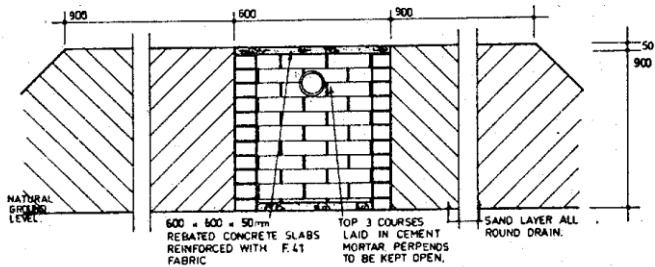 900 600 900
50
900
NATURAL
GROUND
LEVEL.
600 x 600 x 50mm
REBATED CONCRETE SLABS
REINFORCED WITH F.41
FABRIC
TOP 3 COURSES
LAID IN CEMENT
MORTAR. PERPENDS
TO BE KEPT OPEN.
SAND LAYER ALL
ROUND DRAIN.